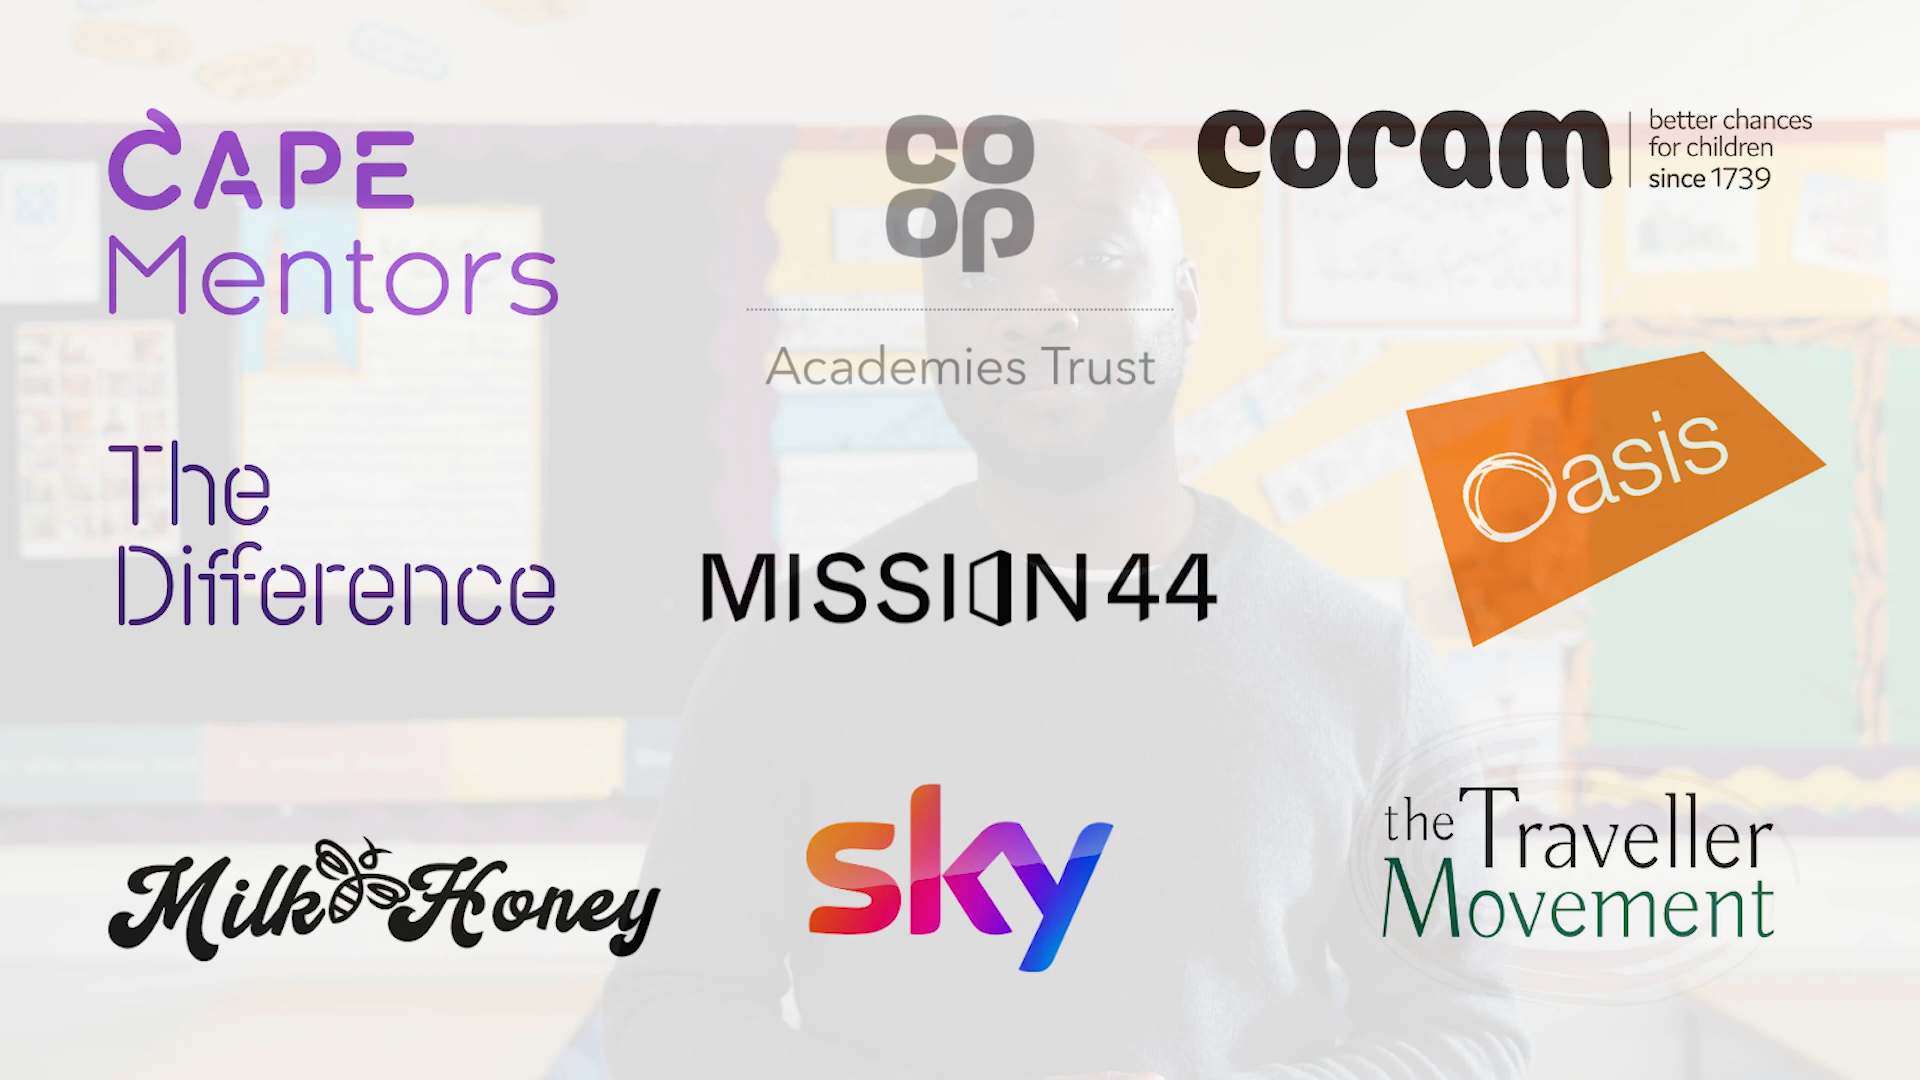 CAPE
Mentors
CO
OP
Academies Trust
coram
better chances
for children
since 1739
The
Difference
MISSION 44
Oasis
Milk Honey
sky
the Traveller
Movement